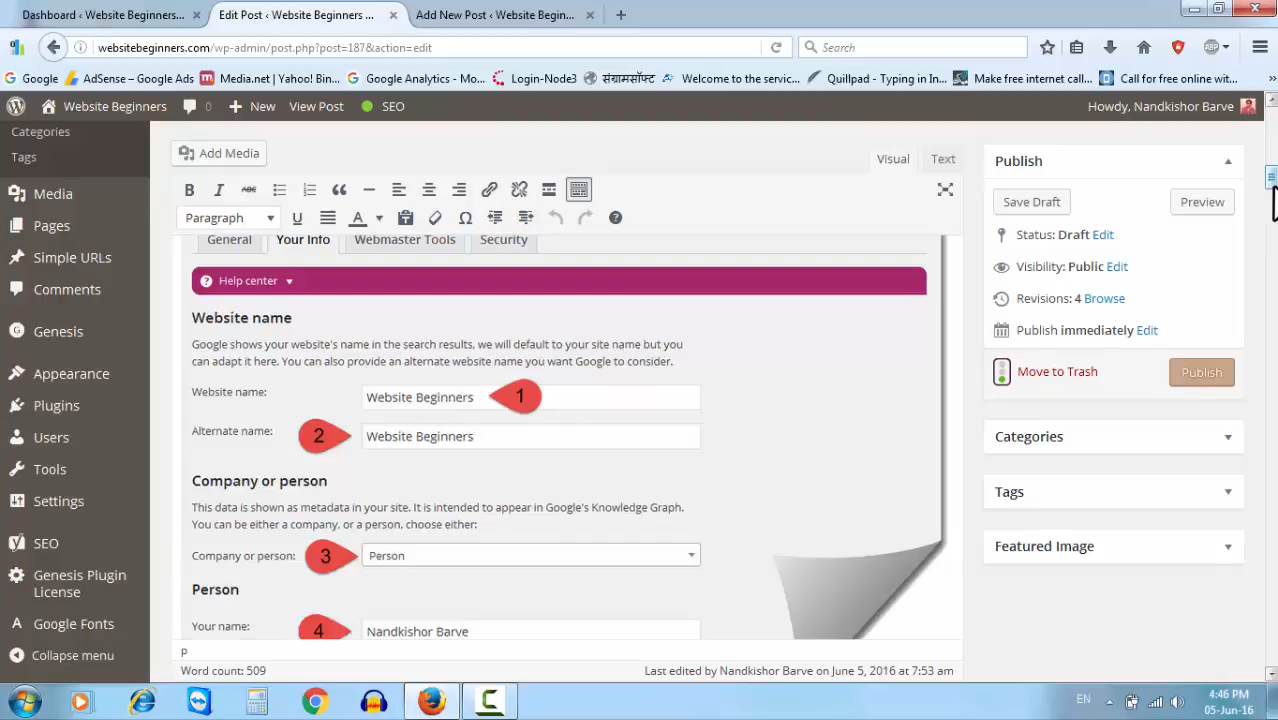 Dashboard ‹ Website Beginners ...
Edit Post ‹ Website Beginners ...
Add New Post ‹ Website Begin...
websitebeginners.com/wp-admin/post.php?post=187&action=edit
Search
ABP
Google
AdSense – Google Ads
Media.net | Yahoo! Bin...
Google Analytics - Mo...
Login-Node3
संग्रामसॉफ्ट
Welcome to the servic...
Quillpad - Typing in In...
Make free internet call...
Call for free online wit...
Website Beginners
0
New
View Post
SEO
Howdy, Nandkishor Barve
Categories
Tags
Media
Pages
Simple URLs
Comments
Genesis
Appearance
Plugins
Users
Tools
Settings
SEO
Genesis Plugin
License
Google Fonts
Collapse menu
Add Media
Visual
Text
Paragraph
General
Your Info
Webmaster Tools
Security
Help center
Website name
Google shows your website's name in the search results, we will default to your site name but you
can adapt it here. You can also provide an alternate website name you want Google to consider.
Website name:
Website Beginners
1
Alternate name:
2
Website Beginners
Company or person
This data is shown as metadata in your site. It is intended to appear in Google's Knowledge Graph.
You can be either a company, or a person, choose either:
Company or person:
3
Person
Person
Your name:
4
Nandkishor Barve
p
Word count: 509
Last edited by Nandkishor Barve on June 5, 2016 at 7:53 am
Publish
Save Draft
Preview
Status: Draft Edit
Visibility: Public Edit
Revisions: 4 Browse
Publish immediately Edit
Move to Trash
Publish
Categories
Tags
Featured Image
EN
4:46 PM
05-Jun-16